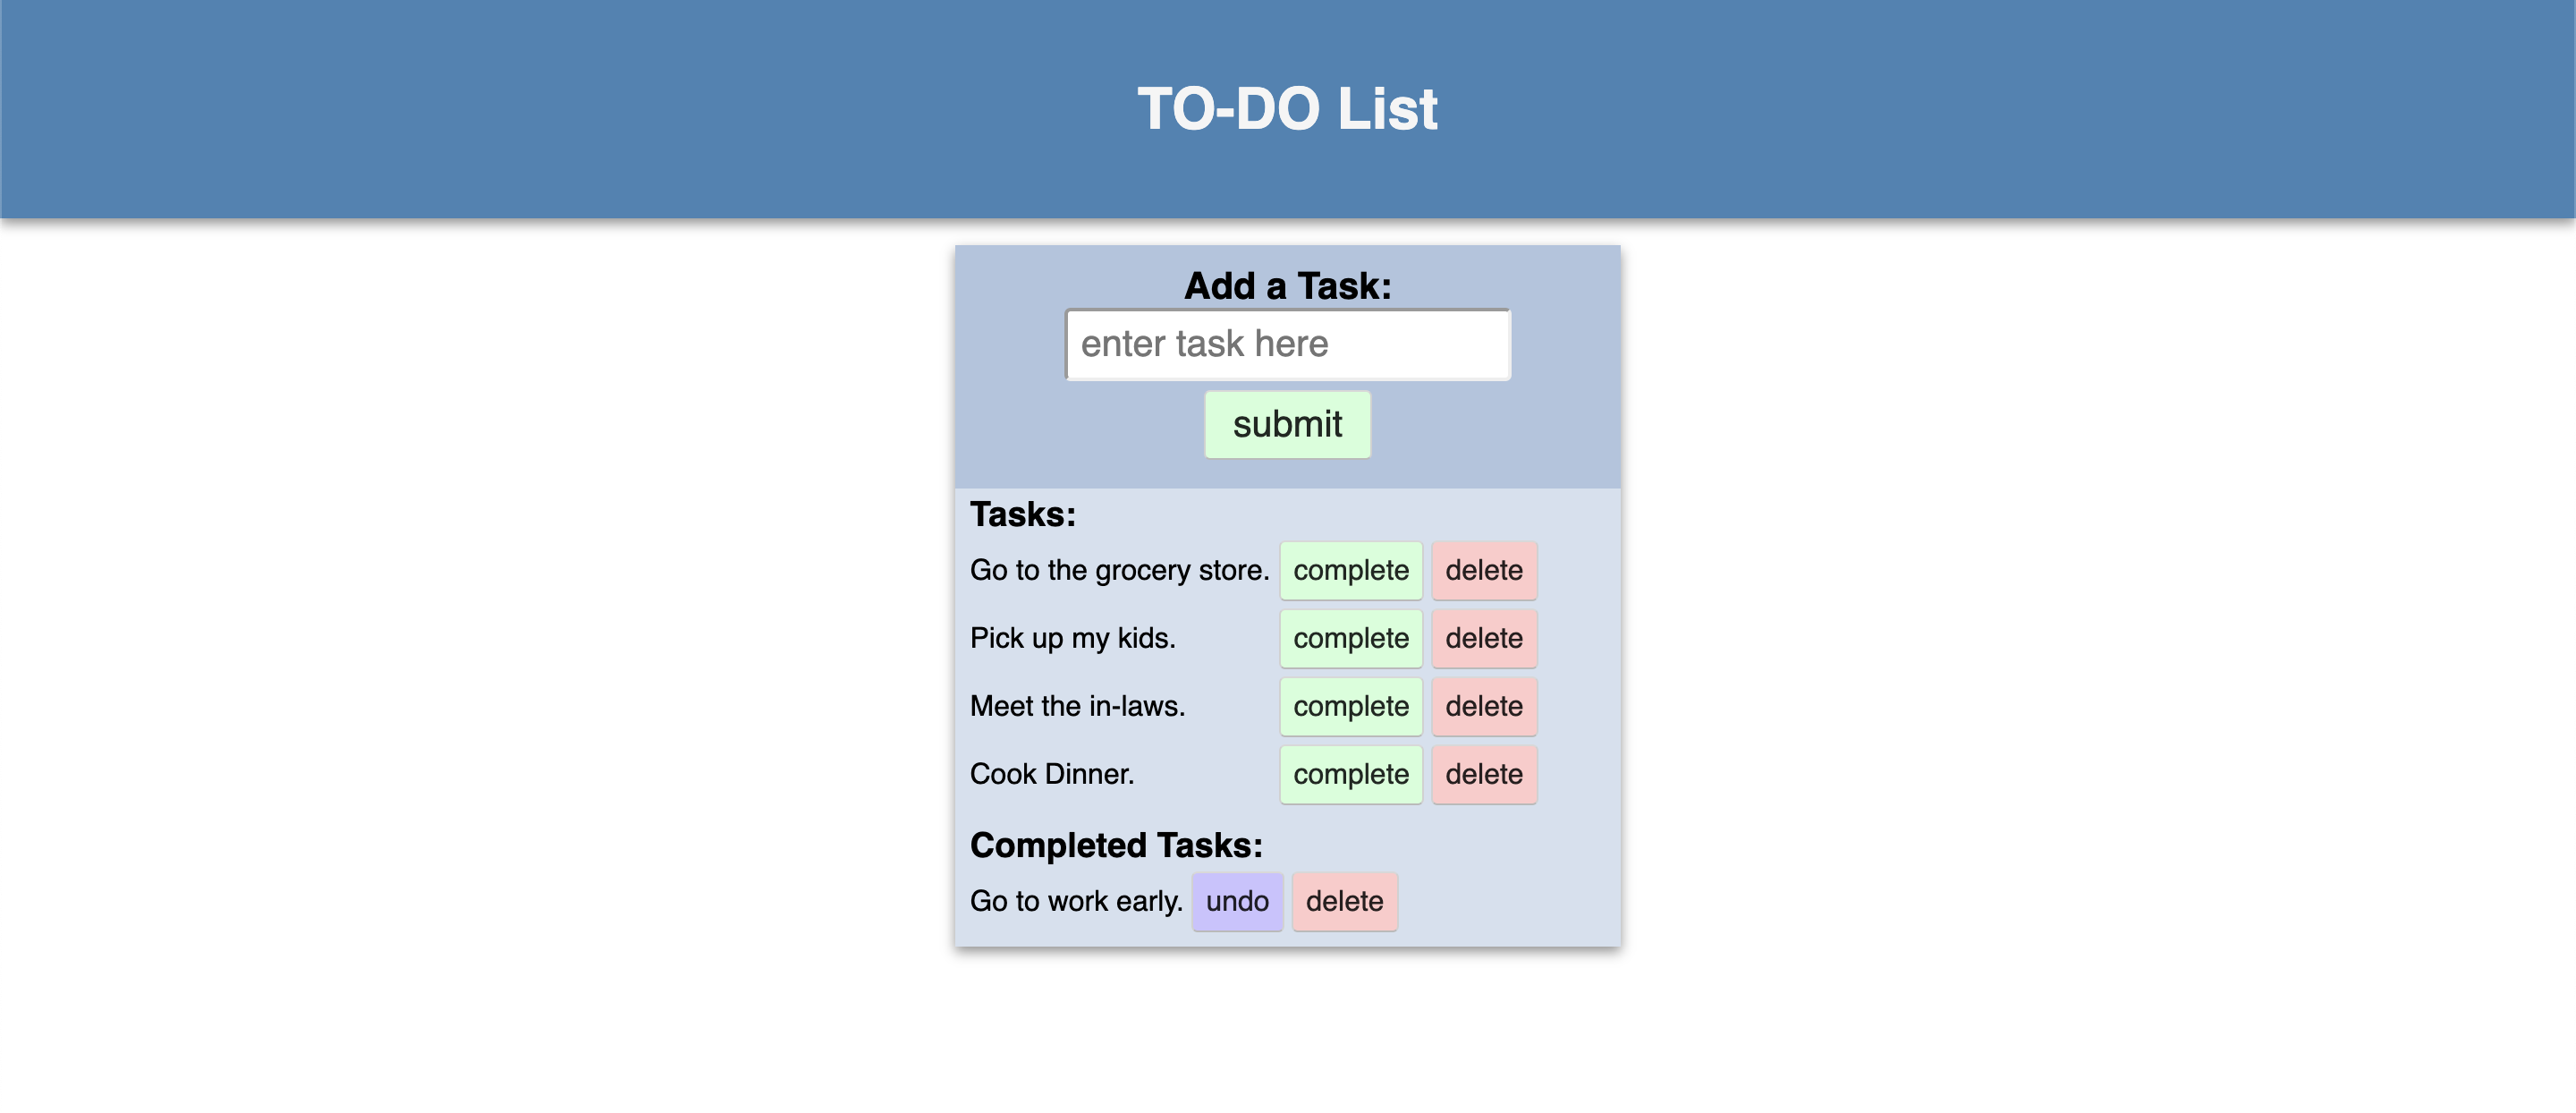 TO-DO List
Add a Task:
enter task here
submit
Tasks:
Go to the grocery store. complete delete
Pick up my kids. complete delete
Meet the in-laws. complete delete
Cook Dinner. complete delete
Completed Tasks:
Go to work early. undo delete